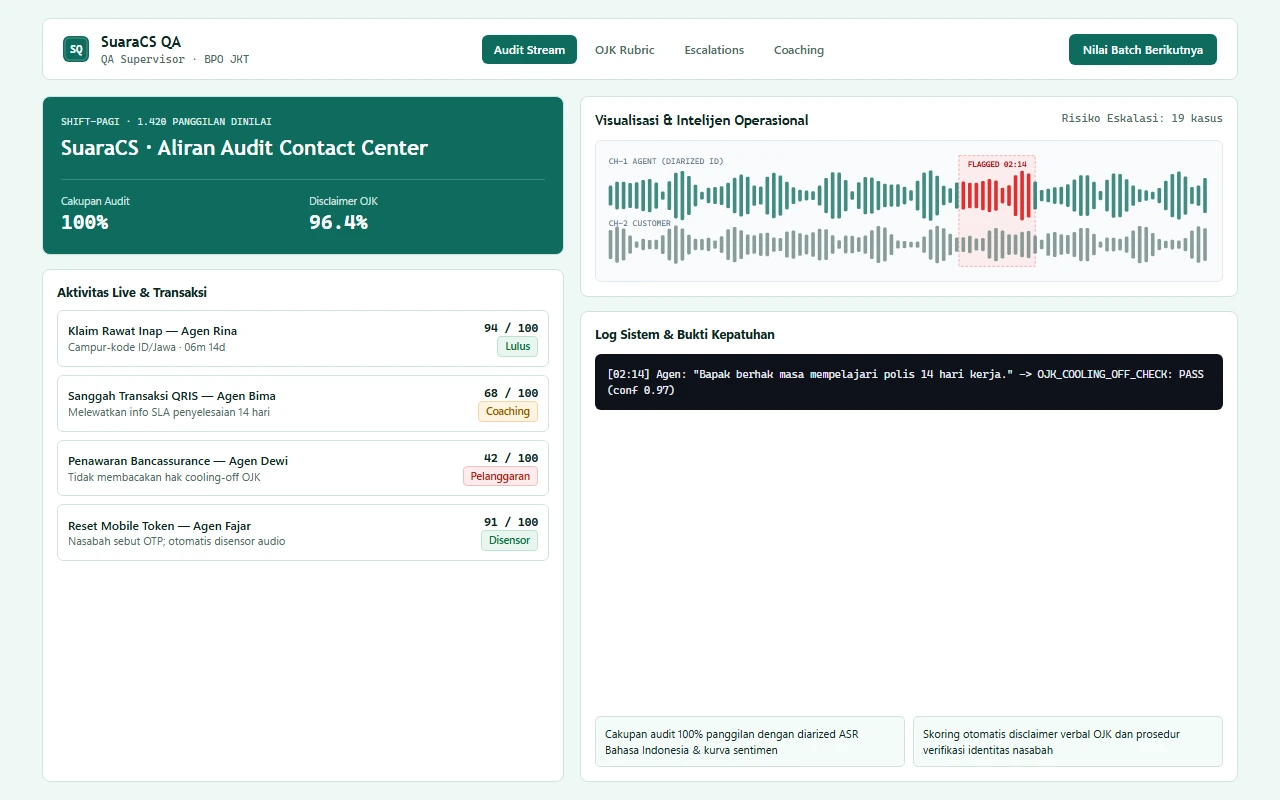 SQ
SuaraCS QA
QA Supervisor · BPO JKT
Audit Stream
OJK Rubric
Escalations
Coaching
Nilai Batch Berikutnya
SHIFT-PAGI · 1.420 PANGGILAN DINILAI
SuaraCS · Aliran Audit Contact Center
Cakupan Audit
100%
Disclaimer OJK
96.4%
Aktivitas Live & Transaksi
Klaim Rawat Inap — Agen Rina
Campur-kode ID/Jawa · 06m 14d
94 / 100
Lulus
Sanggah Transaksi QRIS — Agen Bima
Melewatkan info SLA penyelesaian 14 hari
68 / 100
Coaching
Penawaran Bancassurance — Agen Dewi
Tidak membacakan hak cooling-off OJK
42 / 100
Pelanggaran
Reset Mobile Token — Agen Fajar
Nasabah sebut OTP; otomatis disensor audio
91 / 100
Disensor
Visualisasi & Intelijen Operasional
Risiko Eskalasi: 19 kasus
CH-1 AGENT (DIARIZED ID)
FLAGGED 02:14
CH-2 CUSTOMER
Log Sistem & Bukti Kepatuhan
[02:14] Agen: "Bapak berhak masa mempelajari polis 14 hari kerja." -> OJK_COOLING_OFF_CHECK: PASS
(conf 0.97)
Cakupan audit 100% panggilan dengan diarized ASR
Bahasa Indonesia & kurva sentimen
Skoring otomatis disclaimer verbal OJK dan prosedur
verifikasi identitas nasabah